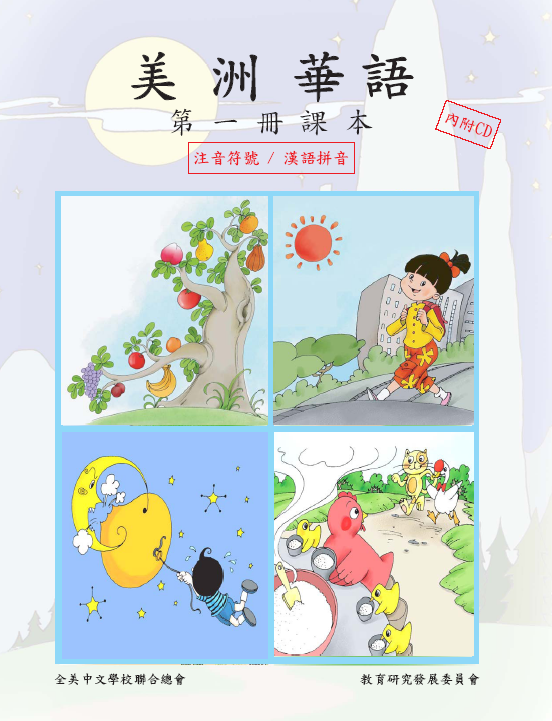 美洲華語
第一冊課本
內附CD
注音符號 / 漢語拼音
全美中文學校聯合總會
教育研究發展委員會